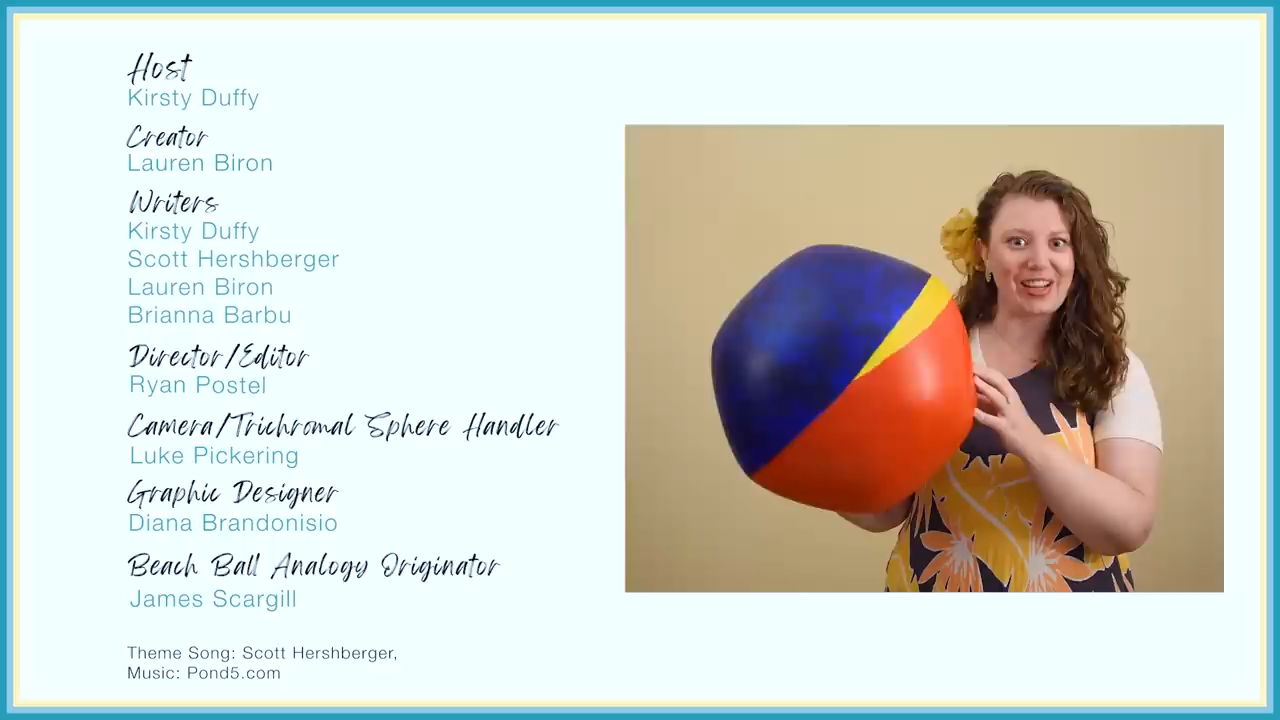 Host
Kirsty Duffy
Creator
Lauren Biron
Writers
Kirsty Duffy
Scott Hershberger
Lauren Biron
Brianna Barbu
Director/Editor
Ryan Postel
Camera/Trichromal Sphere Handler
Luke Pickering
Graphic Designer
Diana Brandonisio
Beach Ball Analogy Originator
James Scargill
Theme Song: Scott Hershberger,
Music: Pond5.com